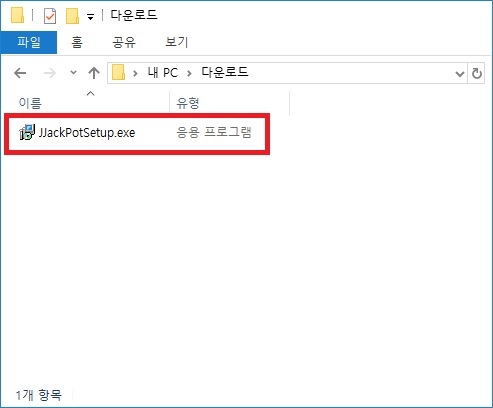 다운로드
파일 홈 공유 보기
내 PC 다운로드
이름 유형
JJackPotSetup.exe 응용 프로그램
1개 항목